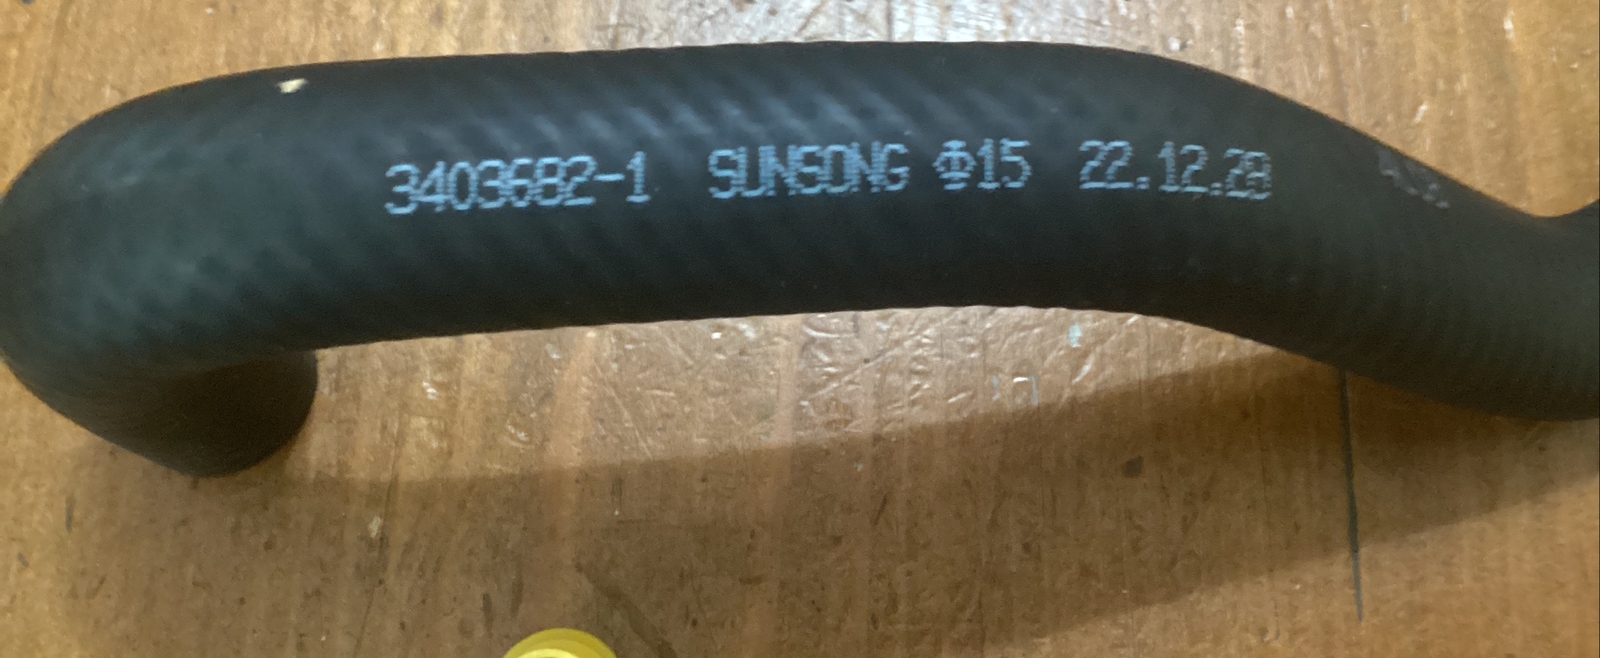 3403682-1 SUNSONG Φ15 22.12.28